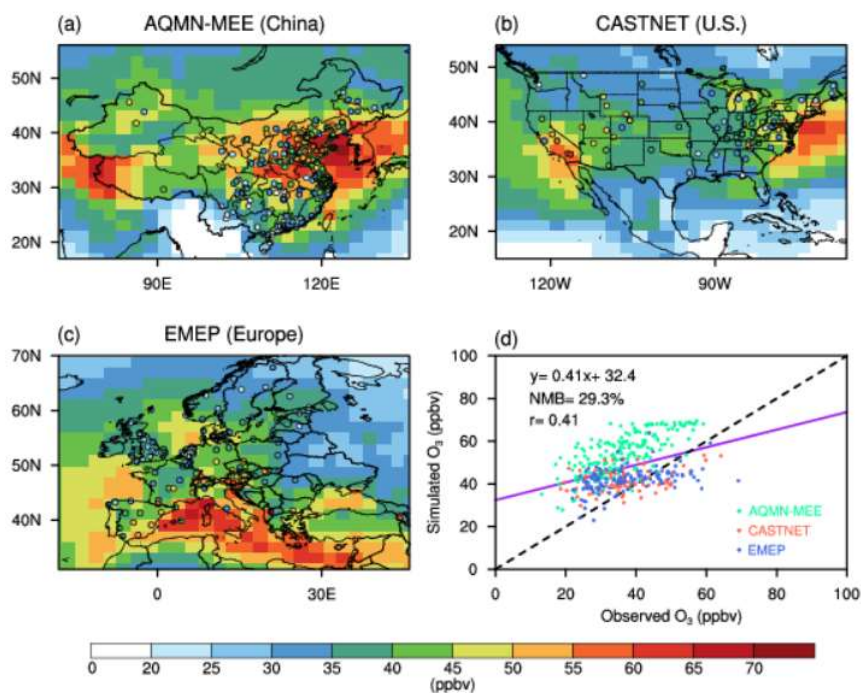 (a) AQMN-MEE (China)
50N
40N
30N
20N
90E 120E
(b) CASTNET (U.S.)
50N
40N
30N
20N
120W 90W
(c) EMEP (Europe)
70N
60N
50N
40N
0 30E
(d)
100
80
60
40
20
0
Simulated O₃ (ppbv)
y= 0.41x+ 32.4
NMB= 29.3%
r= 0.41
AQMN-MEE
CASTNET
EMEP
0 20 40 60 80 100
Observed O₃ (ppbv)
0 20 25 30 35 40 45 50 55 60 65 70
(ppbv)